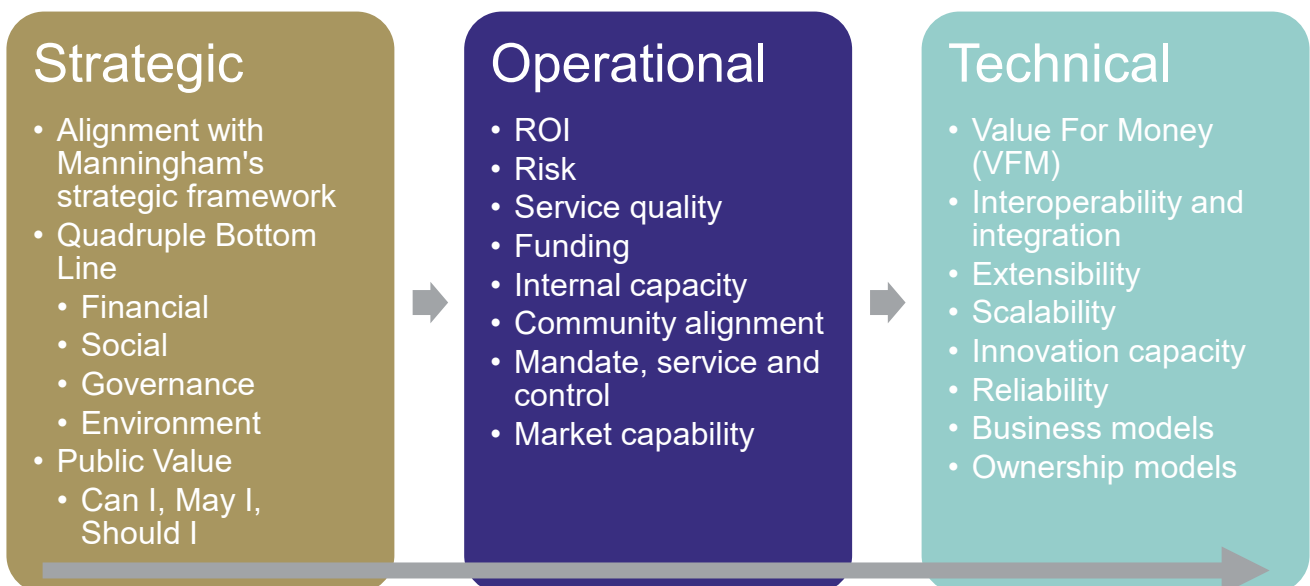 Strategic
• Alignment with
Manningham's
strategic framework
• Quadruple Bottom
Line
• Financial
• Social
• Governance
• Environment
• Public Value
• Can I, May I,
Should I
Operational
• ROI
• Risk
• Service quality
• Funding
• Internal capacity
• Community alignment
• Mandate, service and
control
• Market capability
Technical
• Value For Money
(VFM)
• Interoperability and
integration
• Extensibility
• Scalability
• Innovation capacity
• Reliability
• Business models
• Ownership models